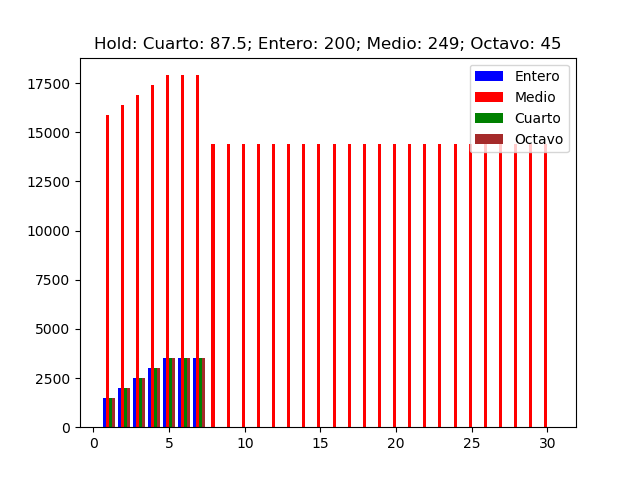 Hold: Cuarto: 87.5; Entero: 200; Medio: 249; Octavo: 45
17500
15000
12500
10000
7500
5000
2500
0
Entero
Medio
Cuarto
Octavo
0 5 10 15 20 25 30